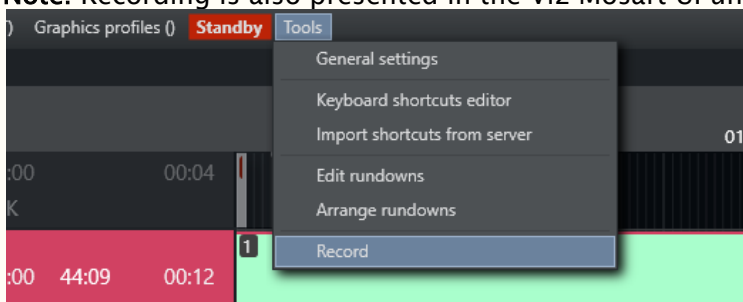 Note: Recording is also presented in the Viz Mosart UI un
) Graphics profiles () Standby Tools
General settings
Keyboard shortcuts editor
Import shortcuts from server
01
:00 00:04
K
Edit rundowns
Arrange rundowns
1
Record
:00 44:09 00:12